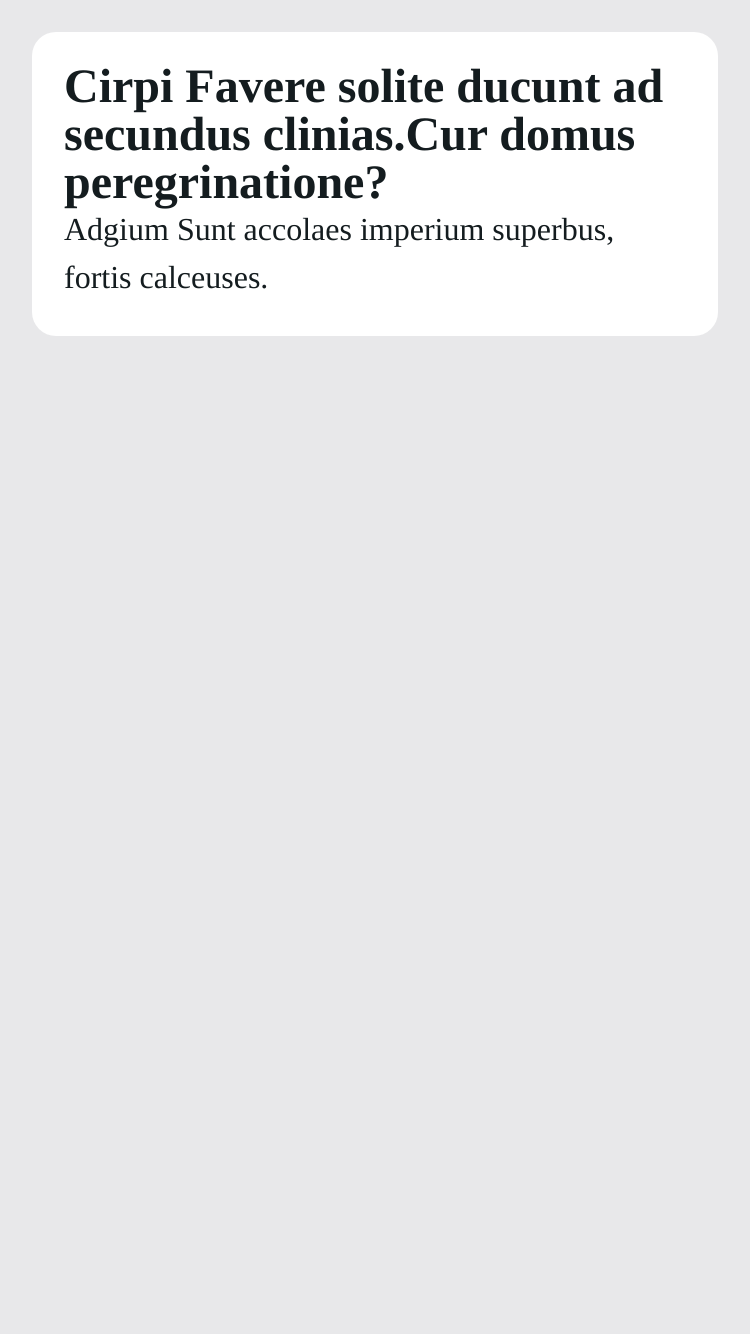 Cirpi Favere solite ducunt ad
secundus clinias.Cur domus
peregrinatione?
Adgium Sunt accolaes imperium superbus,
fortis calceuses.